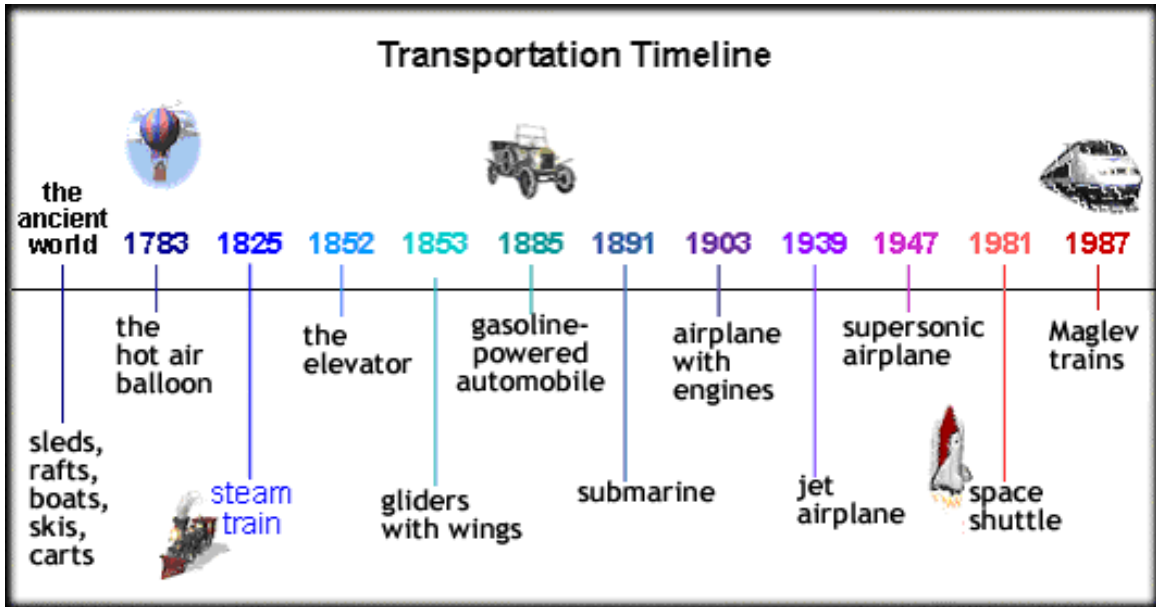 Transportation Timeline
the
ancient
world
1783
1825
1852
1853
1885
1891
1903
1939
1947
1981
1987
sleds,
rafts,
boats,
skis,
carts
the
hot air
balloon
steam
train
the
elevator
gliders
with wings
gasoline-
powered
automobile
submarine
airplane
with
engines
jet
airplane
supersonic
airplane
space
shuttle
Maglev
trains